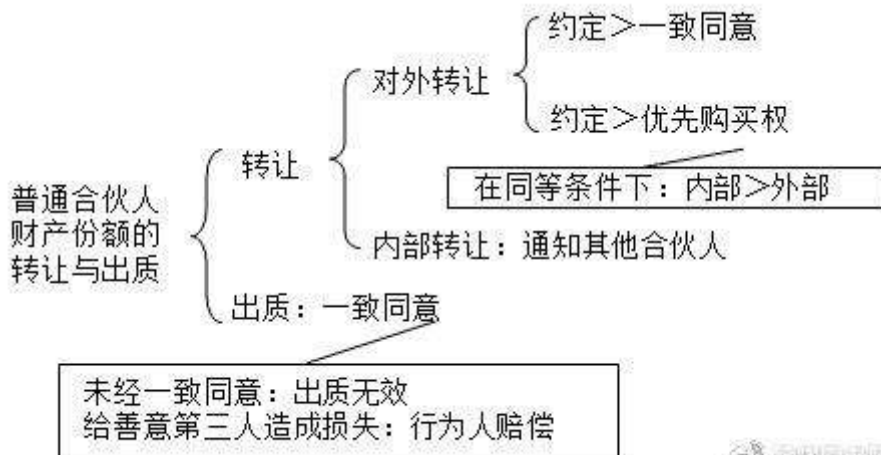 约定＞一致同意
对外转让
约定＞优先购买权
转让
在同等条件下：内部＞外部
普通合伙人
财产份额的
转让与出质
内部转让：通知其他合伙人
出质：一致同意
未经一致同意：出质无效
给善意第三人造成损失：行为人赔偿